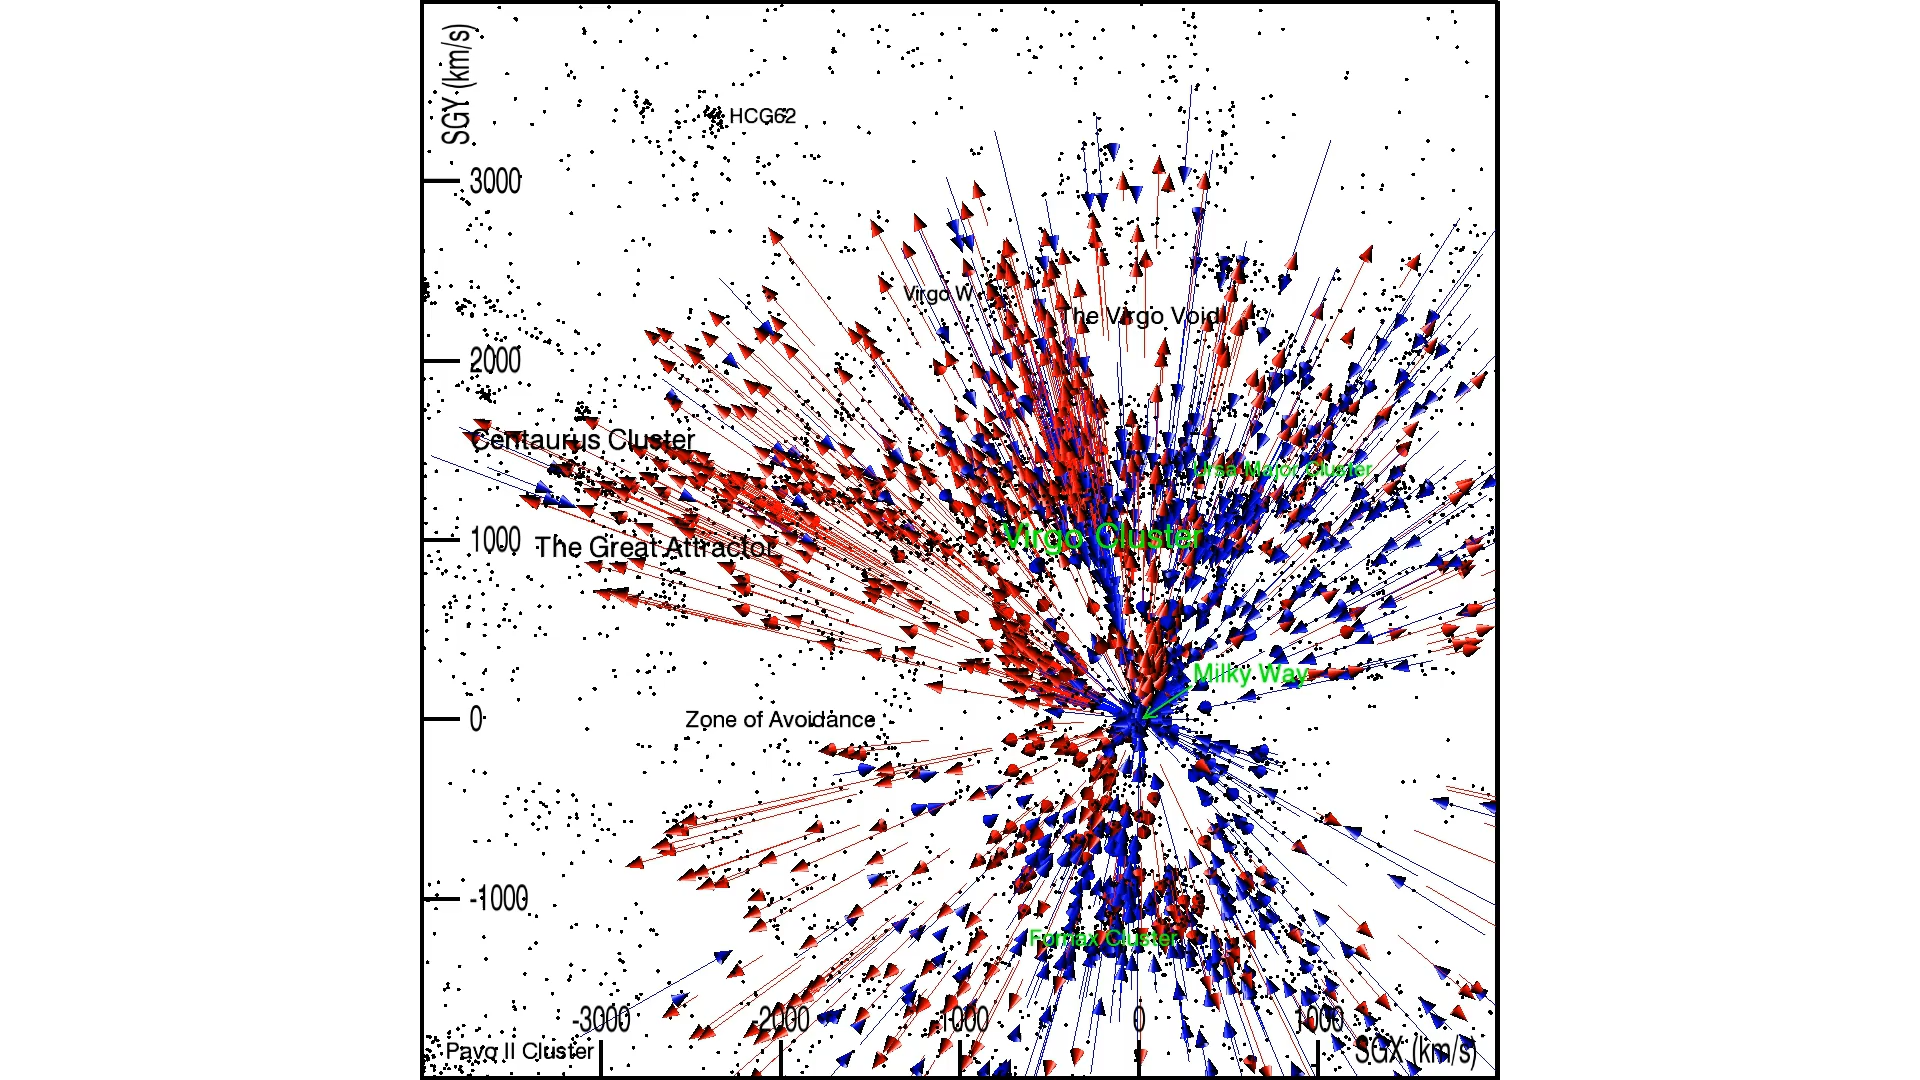 SGY (km/s)
HCG62
3000
Virgo W
The Virgo Void
2000
Centaurus Cluster
Ursa Major Cluster
1000
The Great Attractor
Virgo Cluster
Milky Way
0
Zone of Avoidance
-1000
Fornax Cluster
-3000
-2000
-1000
0
1000
Pavo II Cluster
SGX (km/s)